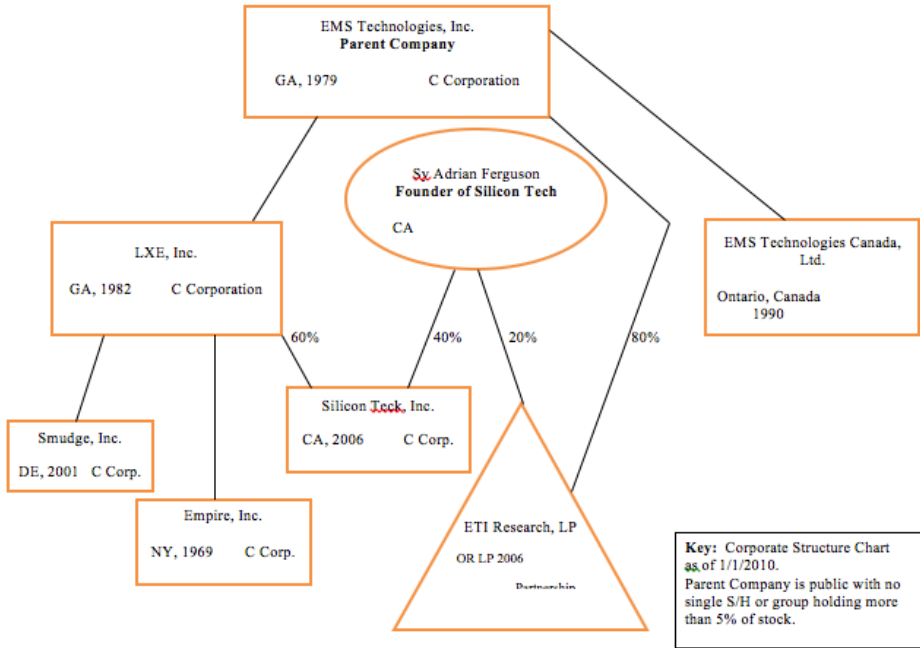 EMS Technologies, Inc.
Parent Company
GA, 1979 C Corporation
Sy Adrian Ferguson
Founder of Silicon Tech
CA
LXE, Inc.
GA, 1982 C Corporation
EMS Technologies Canada,
Ltd.
Ontario, Canada
1990
60%
40%
20%
80%
Silicon Teck, Inc.
CA, 2006 C Corp.
Smudge, Inc.
DE, 2001 C Corp.
Empire, Inc.
NY, 1969 C Corp.
ETI Research, LP
OR LP 2006
Partnership
Key: Corporate Structure Chart
as of 1/1/2010.
Parent Company is public with no
single S/H or group holding more
than 5% of stock.